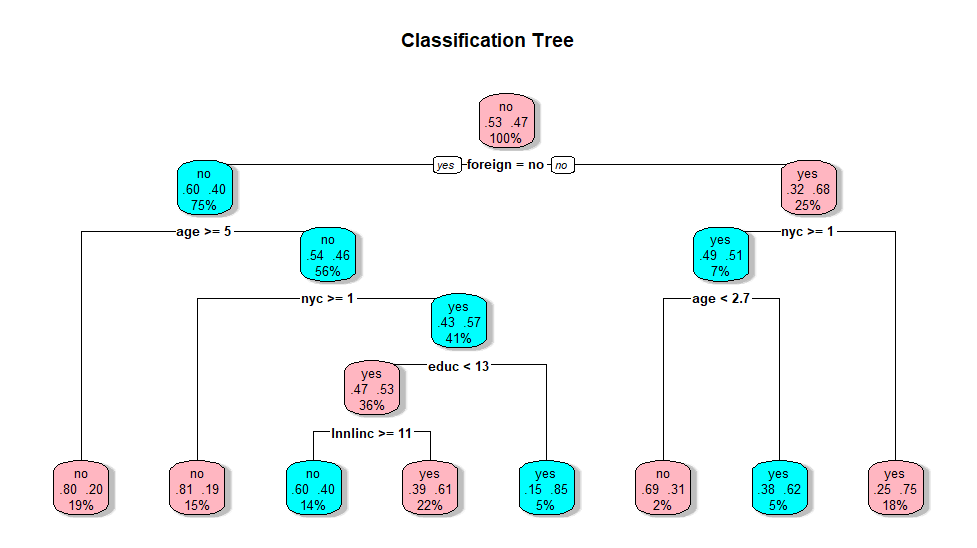 Classification Tree
no
.53 .47
100%
yes foreign = no no
no
.60 .40
75%
yes
.32 .68
25%
age >= 5
nyc >= 1
no
.54 .46
56%
yes
.49 .51
7%
nyc >= 1
age < 2.7
yes
.43 .57
41%
educ < 13
yes
.47 .53
36%
lnnlinc >= 11
no
.80 .20
19%
no
.81 .19
15%
no
.60 .40
14%
yes
.39 .61
22%
yes
.15 .85
5%
no
.69 .31
2%
yes
.38 .62
5%
yes
.25 .75
18%